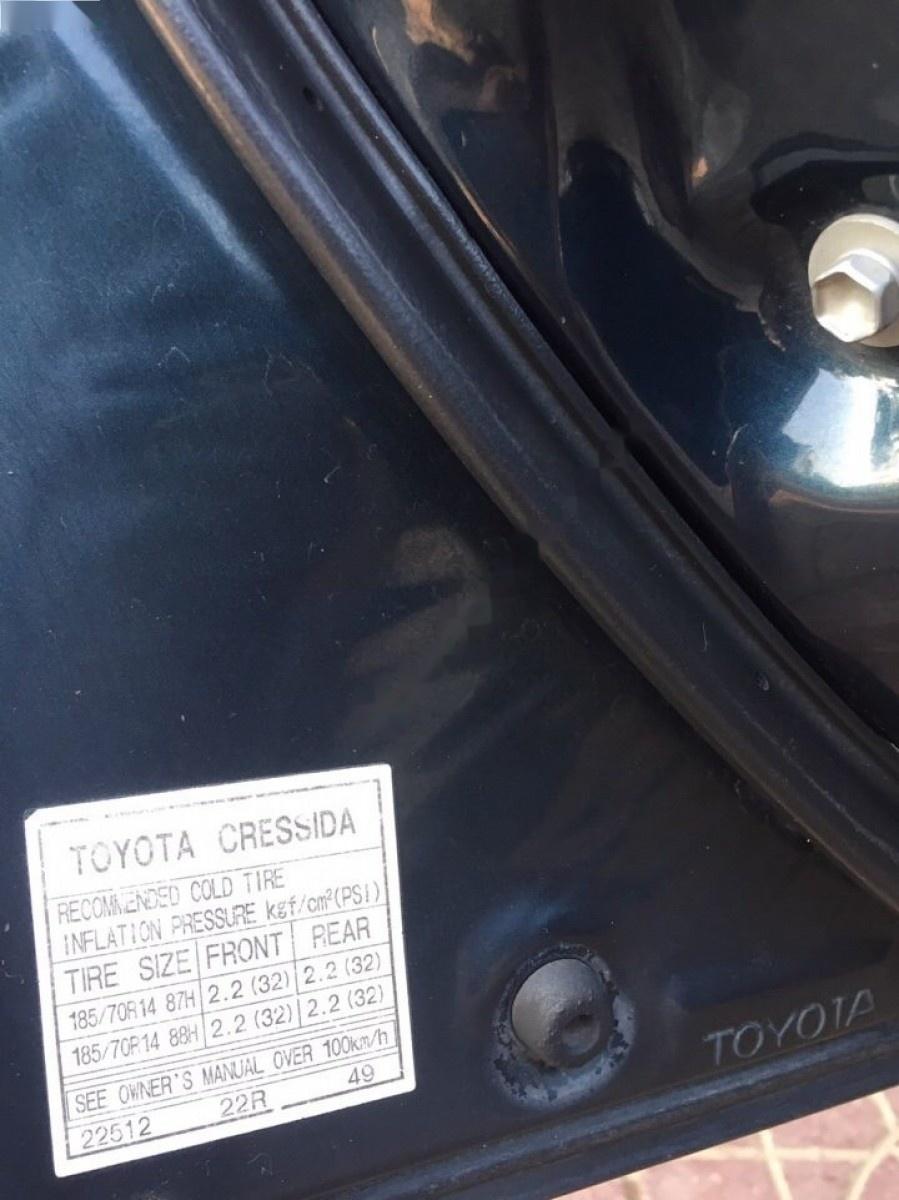 TOYOTA CRESSIDA
RECOMMENDED COLD TIRE
INFLATION PRESSURE kgf/cm²(PSI)
TIRE SIZE FRONT REAR
185/70R14 87H 2.2 (32) 2.2 (32)
185/70R14 88H 2.2 (32) 2.2 (32)
SEE OWNER'S MANUAL OVER 100km/h
22512 22R 49
TOYOTA